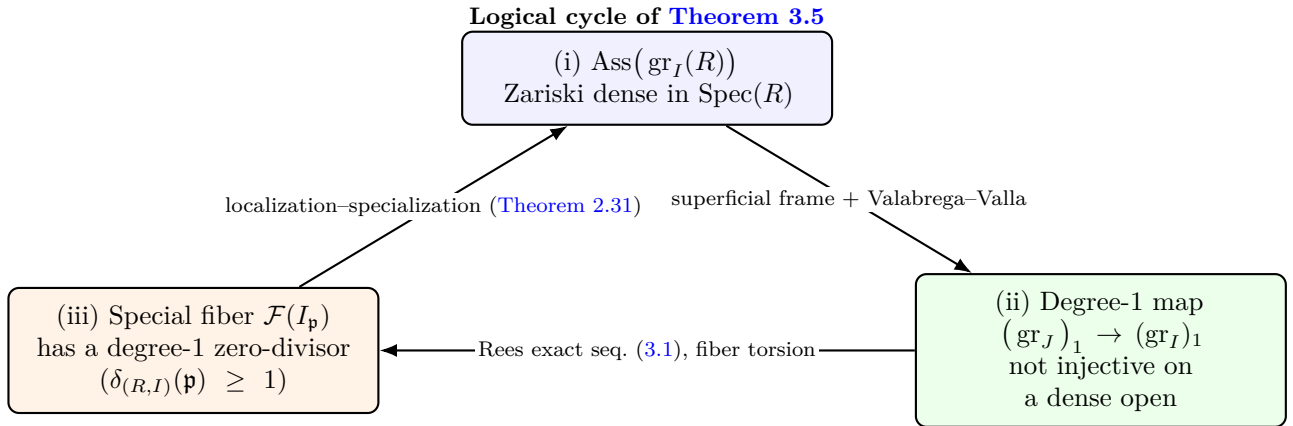 Logical cycle of Theorem 3.5
(i) Ass(gr_I(R))
Zariski dense in Spec(R)
localization–specialization (Theorem 2.31)
superficial frame + Valabrega–Valla
(iii) Special fiber 𝓕(I_𝔭)
has a degree-1 zero-divisor
(δ_{(R,I)}(𝔭) ≥ 1)
Rees exact seq. (3.1), fiber torsion
(ii) Degree-1 map
(gr_J)_1 → (gr_I)_1
not injective on
a dense open